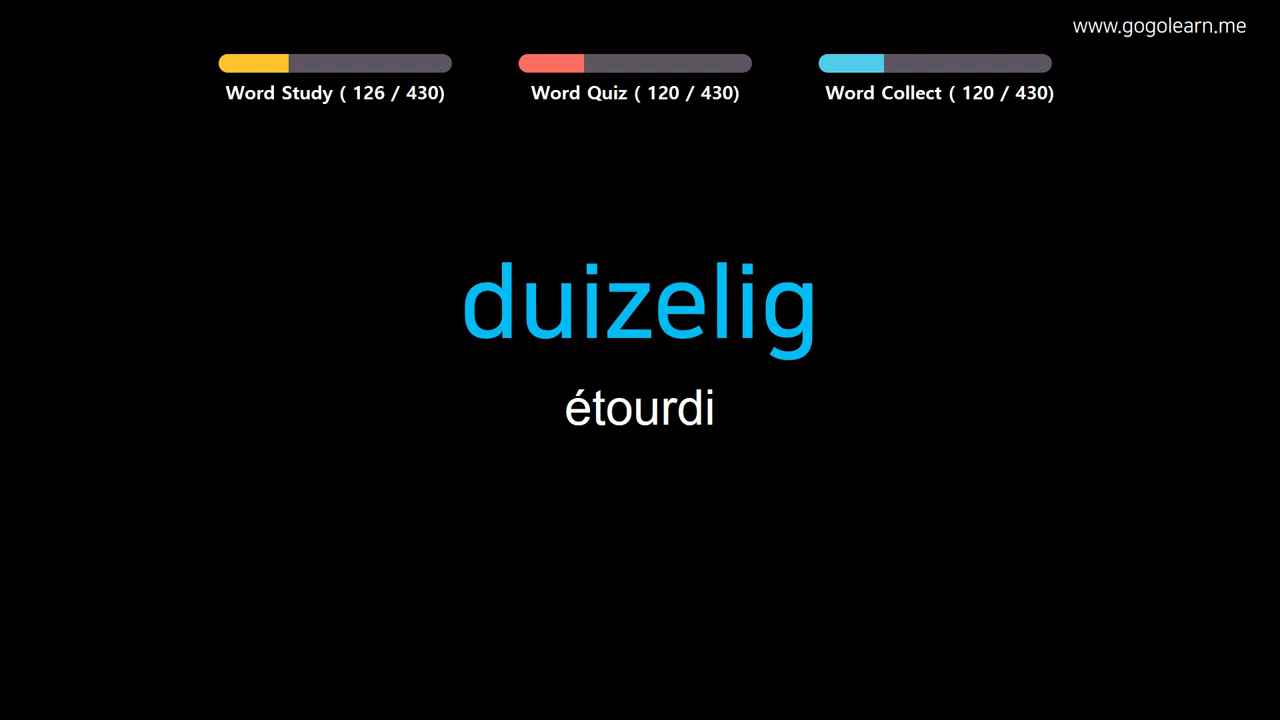 www.gogolearn.me
Word Study ( 126 / 430)
Word Quiz ( 120 / 430)
Word Collect ( 120 / 430)
duizelig
étourdi